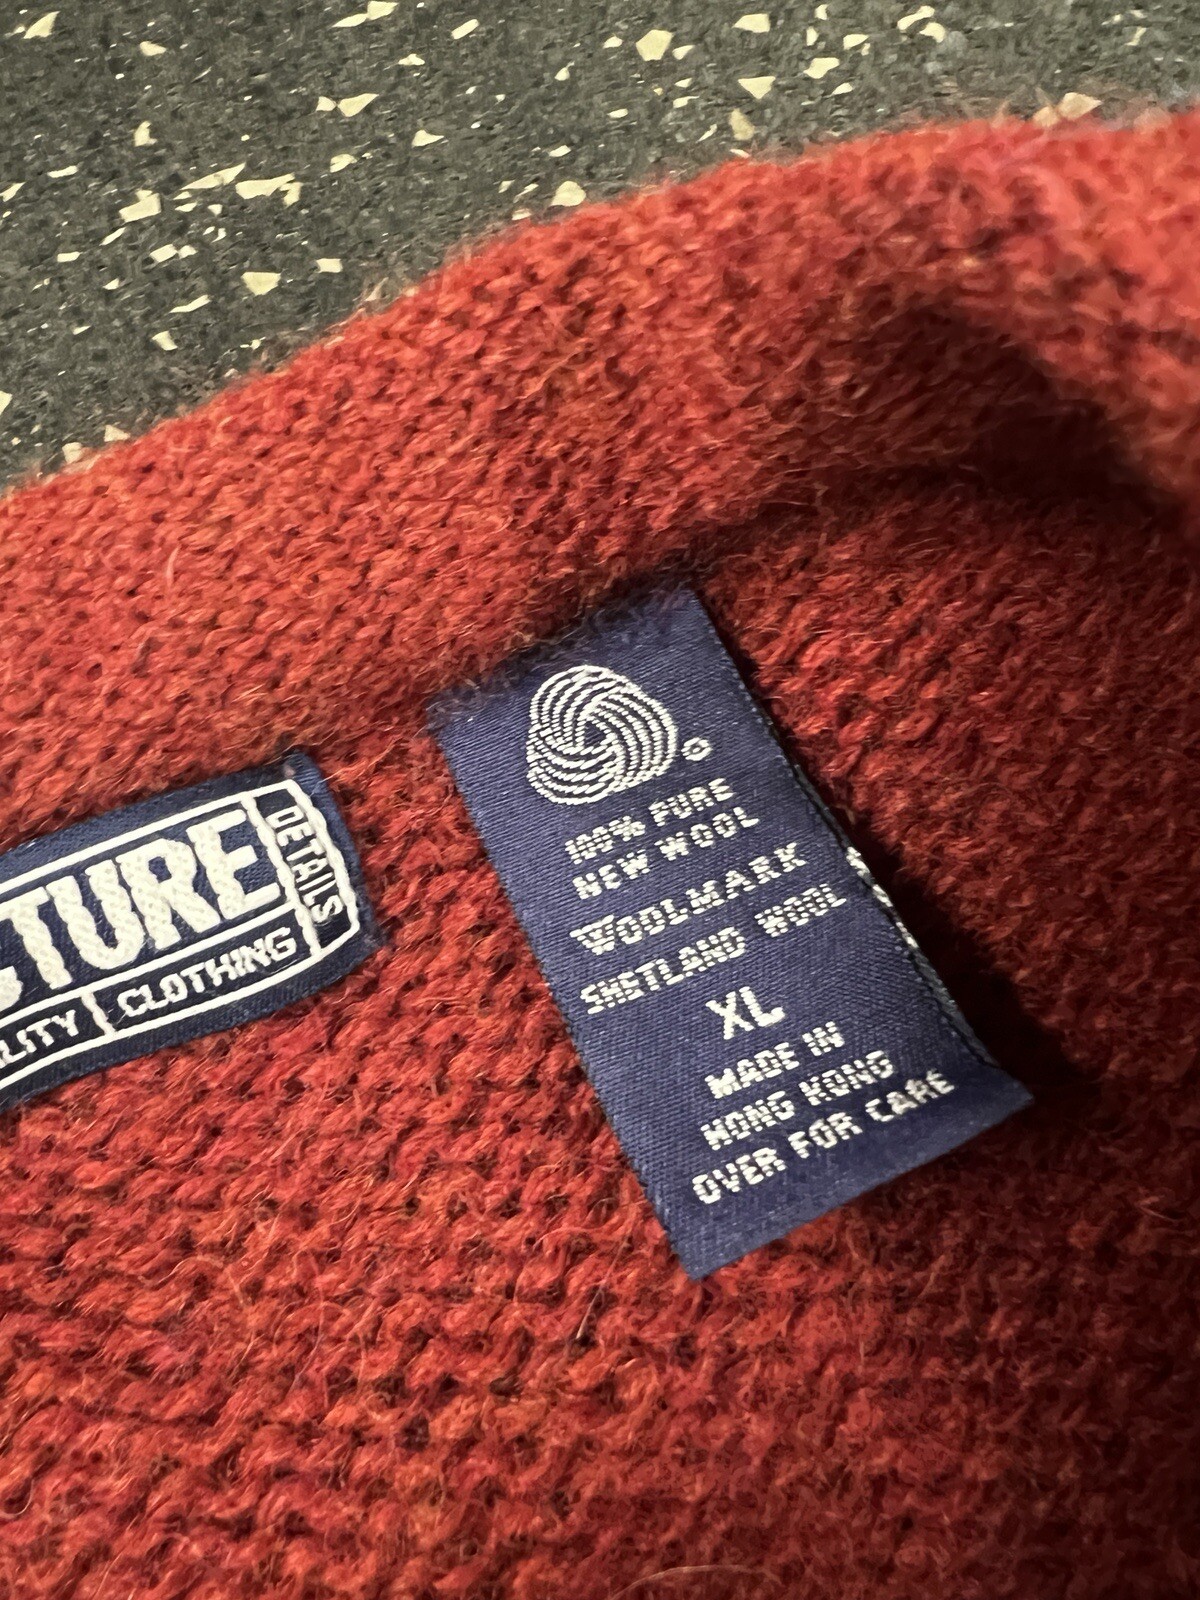 TURE
DETAILS
LITY CLOTHING
100% PURE
NEW WOOL
WOOLMARK
SHETLAND WOOL
XL
MADE IN
HONG KONG
OVER FOR CARE